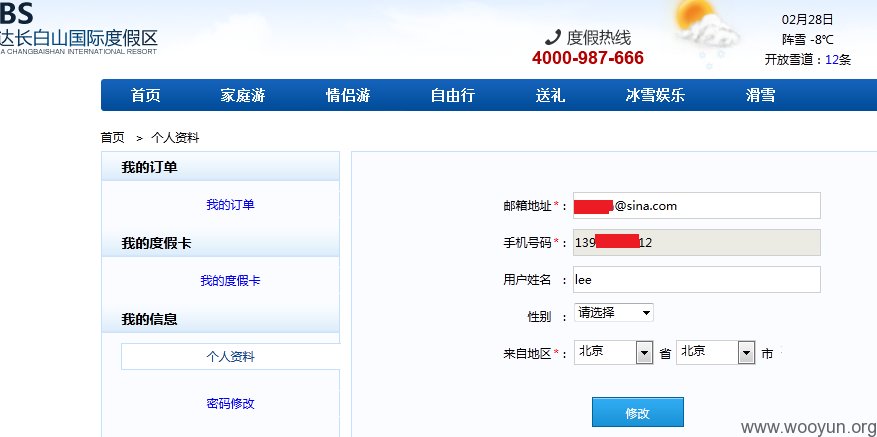 BS
达长白山国际度假区
A CHANGBAISHAN INTERNATIONAL RESORT
度假热线
4000-987-666
02月28日
阵雪 -8℃
开放雪道：12条
首页 家庭游 情侣游 自由行 送礼 冰雪娱乐 滑雪
首页 > 个人资料
我的订单
我的订单
我的度假卡
我的度假卡
我的信息
个人资料
密码修改
邮箱地址*： @sina.com
手机号码*： 139 12
用户姓名 ： lee
性别 ： 请选择
来自地区*： 北京 省 北京 市
修改
www.wooyun.org